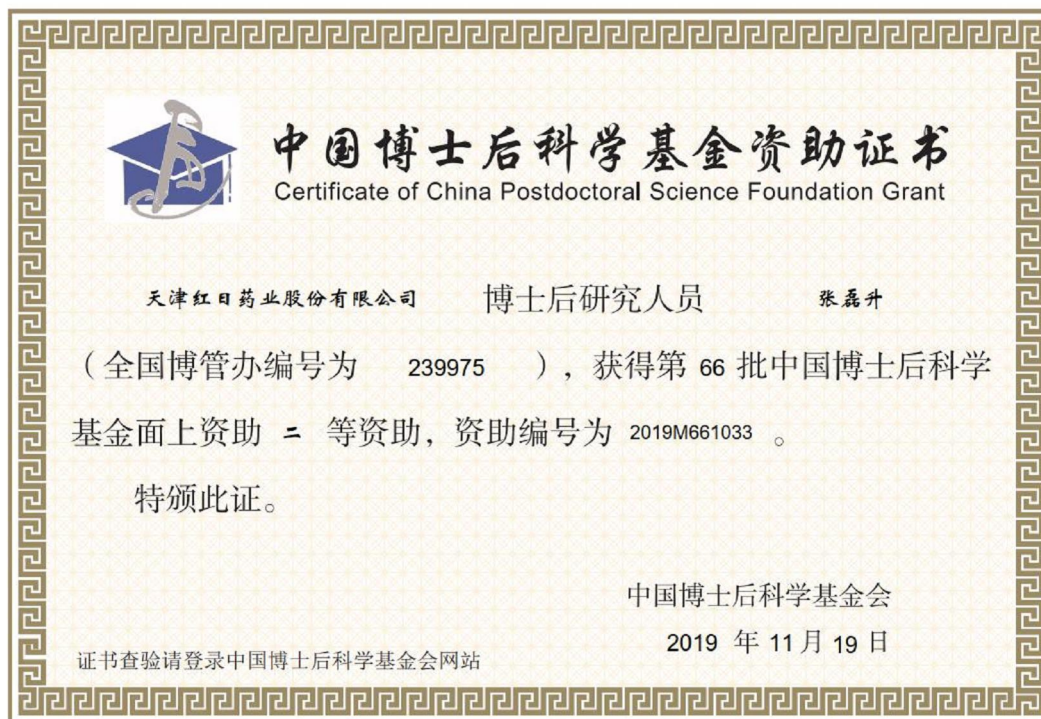 中国博士后科学基金资助证书
Certificate of China Postdoctoral Science Foundation Grant
天津红日药业股份有限公司 博士后研究人员 张磊升
（全国博管办编号为 239975 ），获得第 66 批中国博士后科学
基金面上资助 二 等资助，资助编号为 2019M661033 。
特颁此证。
中国博士后科学基金会
2019 年 11 月 19 日
证书查验请登录中国博士后科学基金会网站